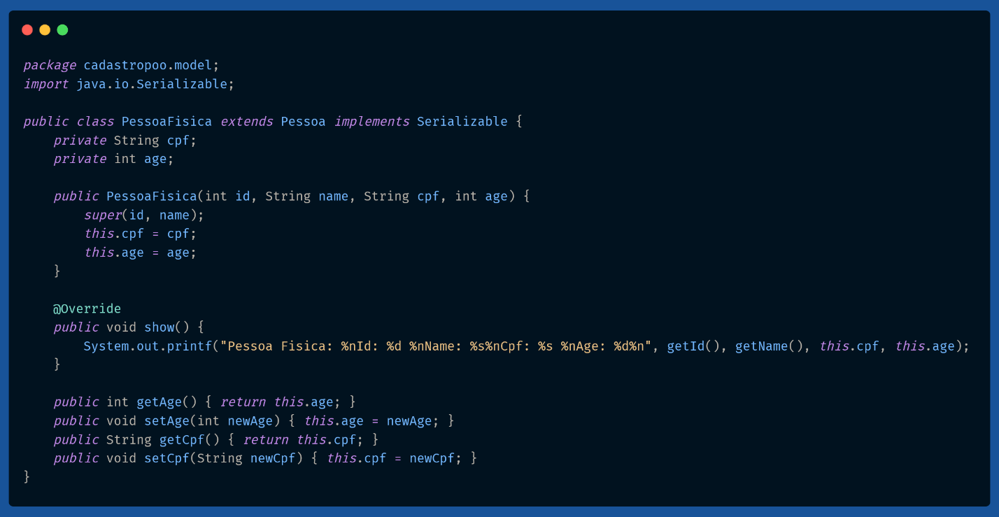 package cadastropoo.model;
import java.io.Serializable;

public class PessoaFisica extends Pessoa implements Serializable {
    private String cpf;
    private int age;

    public PessoaFisica(int id, String name, String cpf, int age) {
        super(id, name);
        this.cpf = cpf;
        this.age = age;
    }

    @Override
    public void show() {
        System.out.printf("Pessoa Fisica: %nId: %d %nName: %s%nCpf: %s %nAge: %d%n", getId(), getName(), this.cpf, this.age);
    }

    public int getAge() { return this.age; }
    public void setAge(int newAge) { this.age = newAge; }
    public String getCpf() { return this.cpf; }
    public void setCpf(String newCpf) { this.cpf = newCpf; }
}